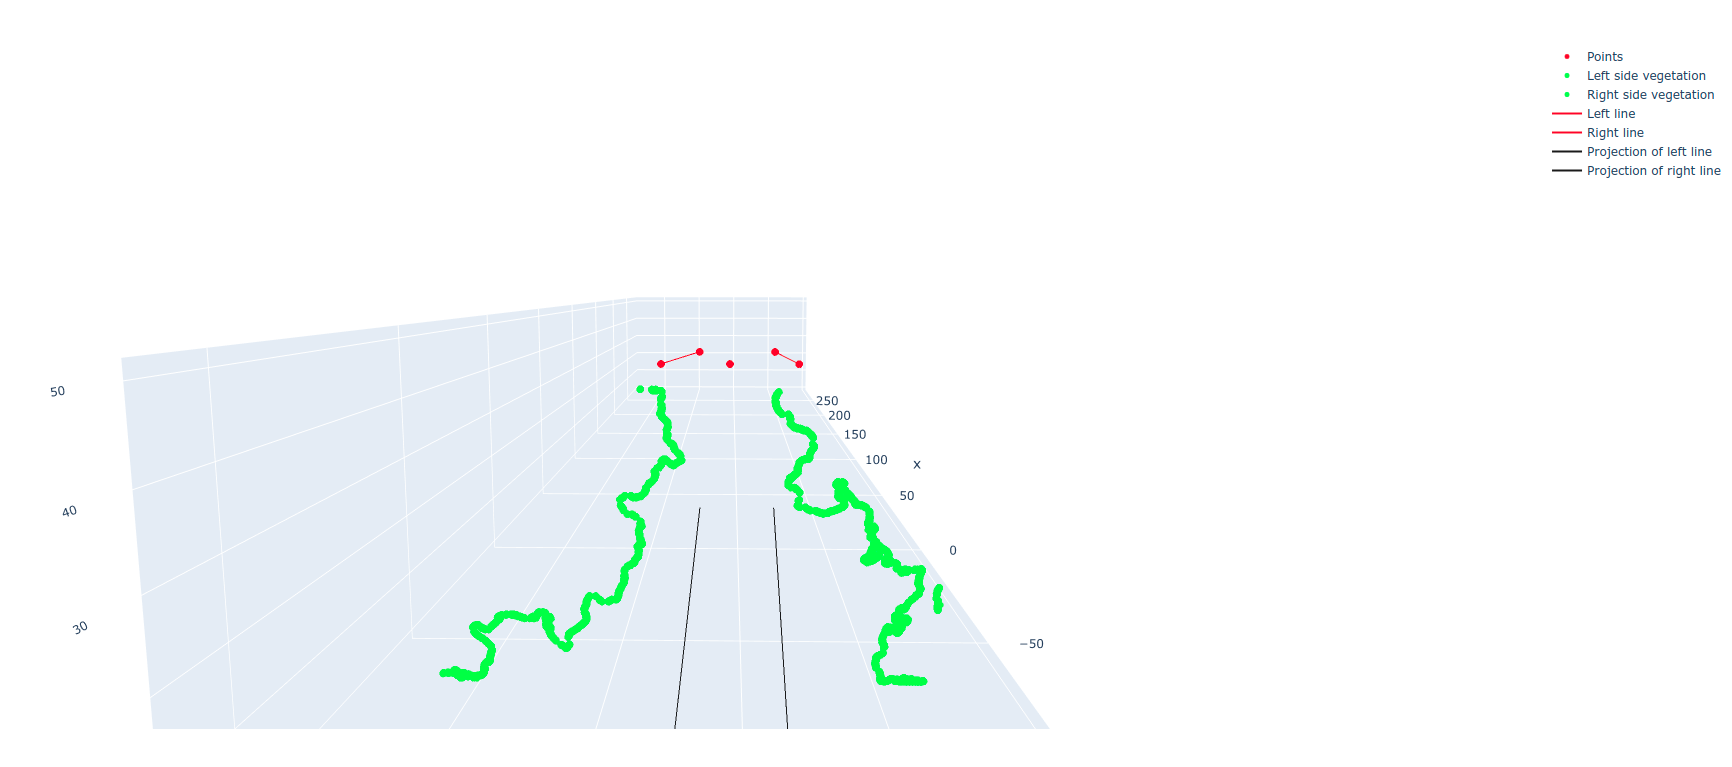 Points
Left side vegetation
Right side vegetation
Left line
Right line
Projection of left line
Projection of right line
50
40
30
250
200
150
100
x
50
0
−50